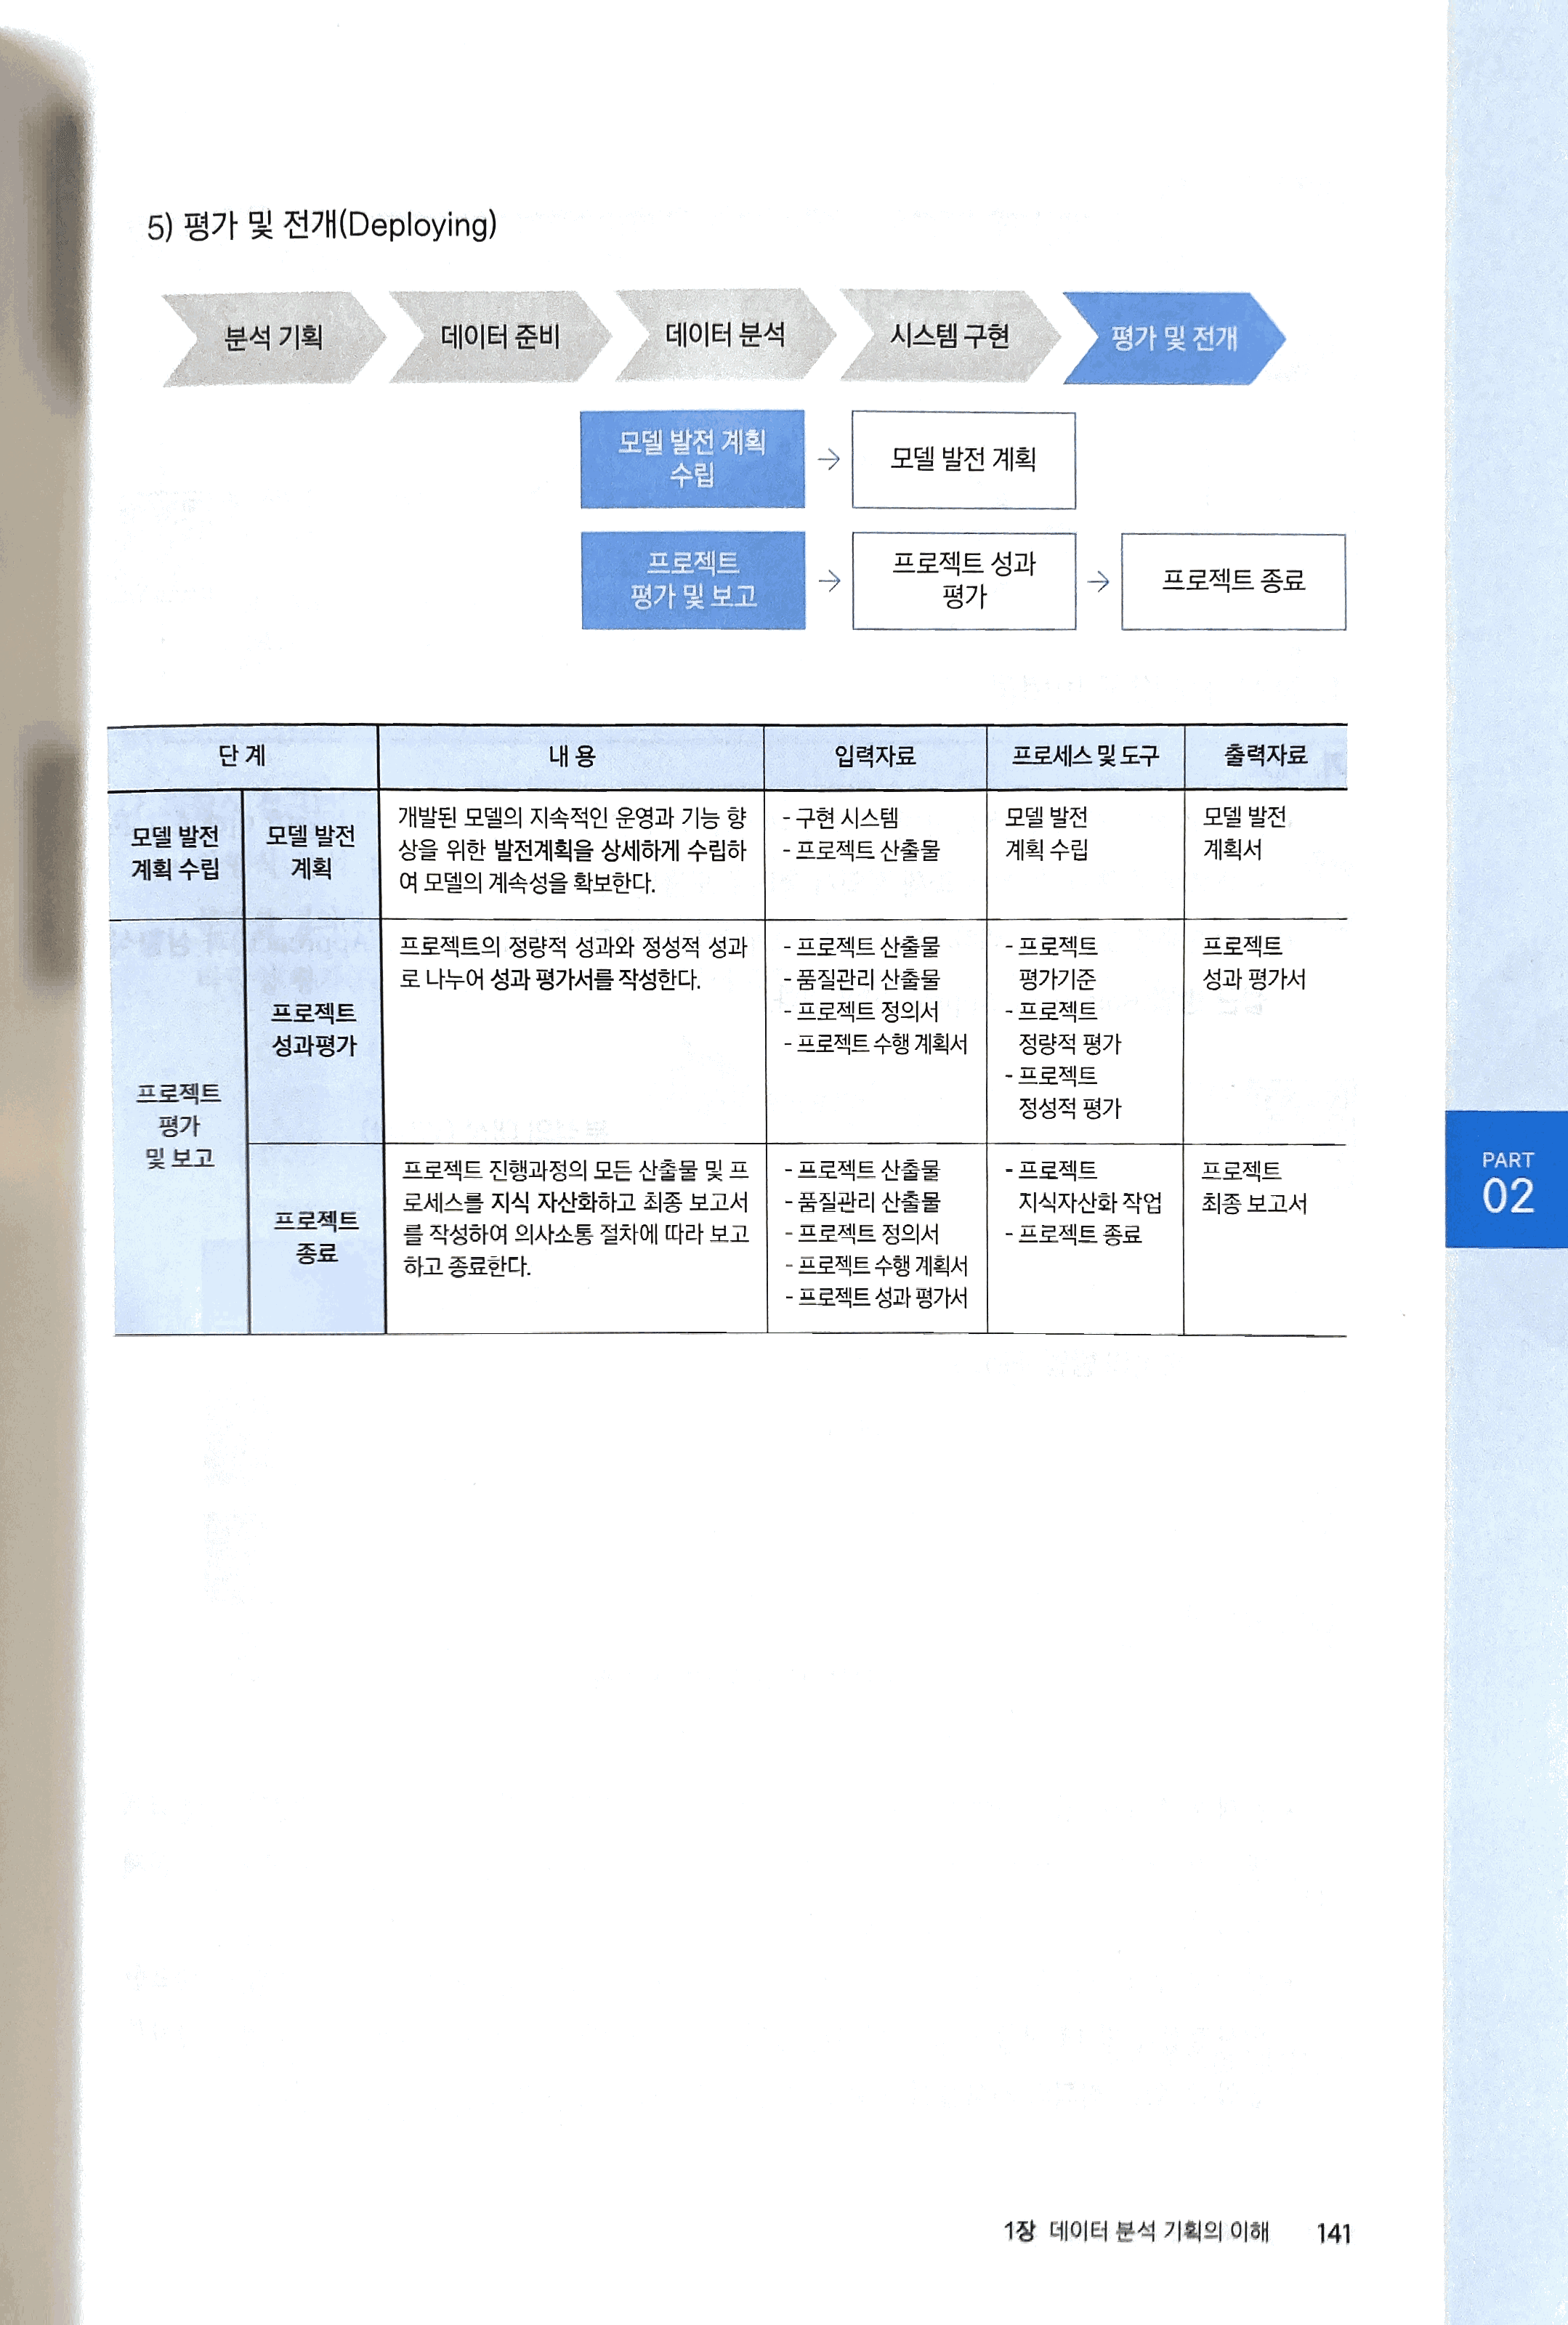 5) 평가 및 전개(Deploying)
분석 기획
데이터 준비
데이터 분석
시스템 구현
평가 및 전개
모델 발전 계획
수립
→
모델 발전 계획
프로젝트
평가 및 보고
→
프로젝트 성과
평가
→
프로젝트 종료
단 계
내 용
입력자료
프로세스 및 도구
출력자료
모델 발전
계획 수립
모델 발전
계획
개발된 모델의 지속적인 운영과 기능 향
상을 위한 발전계획을 상세하게 수립하
여 모델의 계속성을 확보한다.
- 구현 시스템
- 프로젝트 산출물
모델 발전
계획 수립
모델 발전
계획서
프로젝트
평가
및 보고
프로젝트
성과평가
프로젝트의 정량적 성과와 정성적 성과
로 나누어 성과 평가서를 작성한다.
- 프로젝트 산출물
- 품질관리 산출물
- 프로젝트 정의서
- 프로젝트 수행 계획서
- 프로젝트
평가기준
- 프로젝트
정량적 평가
- 프로젝트
정성적 평가
프로젝트
성과 평가서
프로젝트
종료
프로젝트 진행과정의 모든 산출물 및 프
로세스를 지식 자산화하고 최종 보고서
를 작성하여 의사소통 절차에 따라 보고
하고 종료한다.
- 프로젝트 산출물
- 품질관리 산출물
- 프로젝트 정의서
- 프로젝트 수행 계획서
- 프로젝트 성과 평가서
- 프로젝트
지식자산화 작업
- 프로젝트 종료
프로젝트
최종 보고서
PART
02
1장 데이터 분석 기획의 이해 141